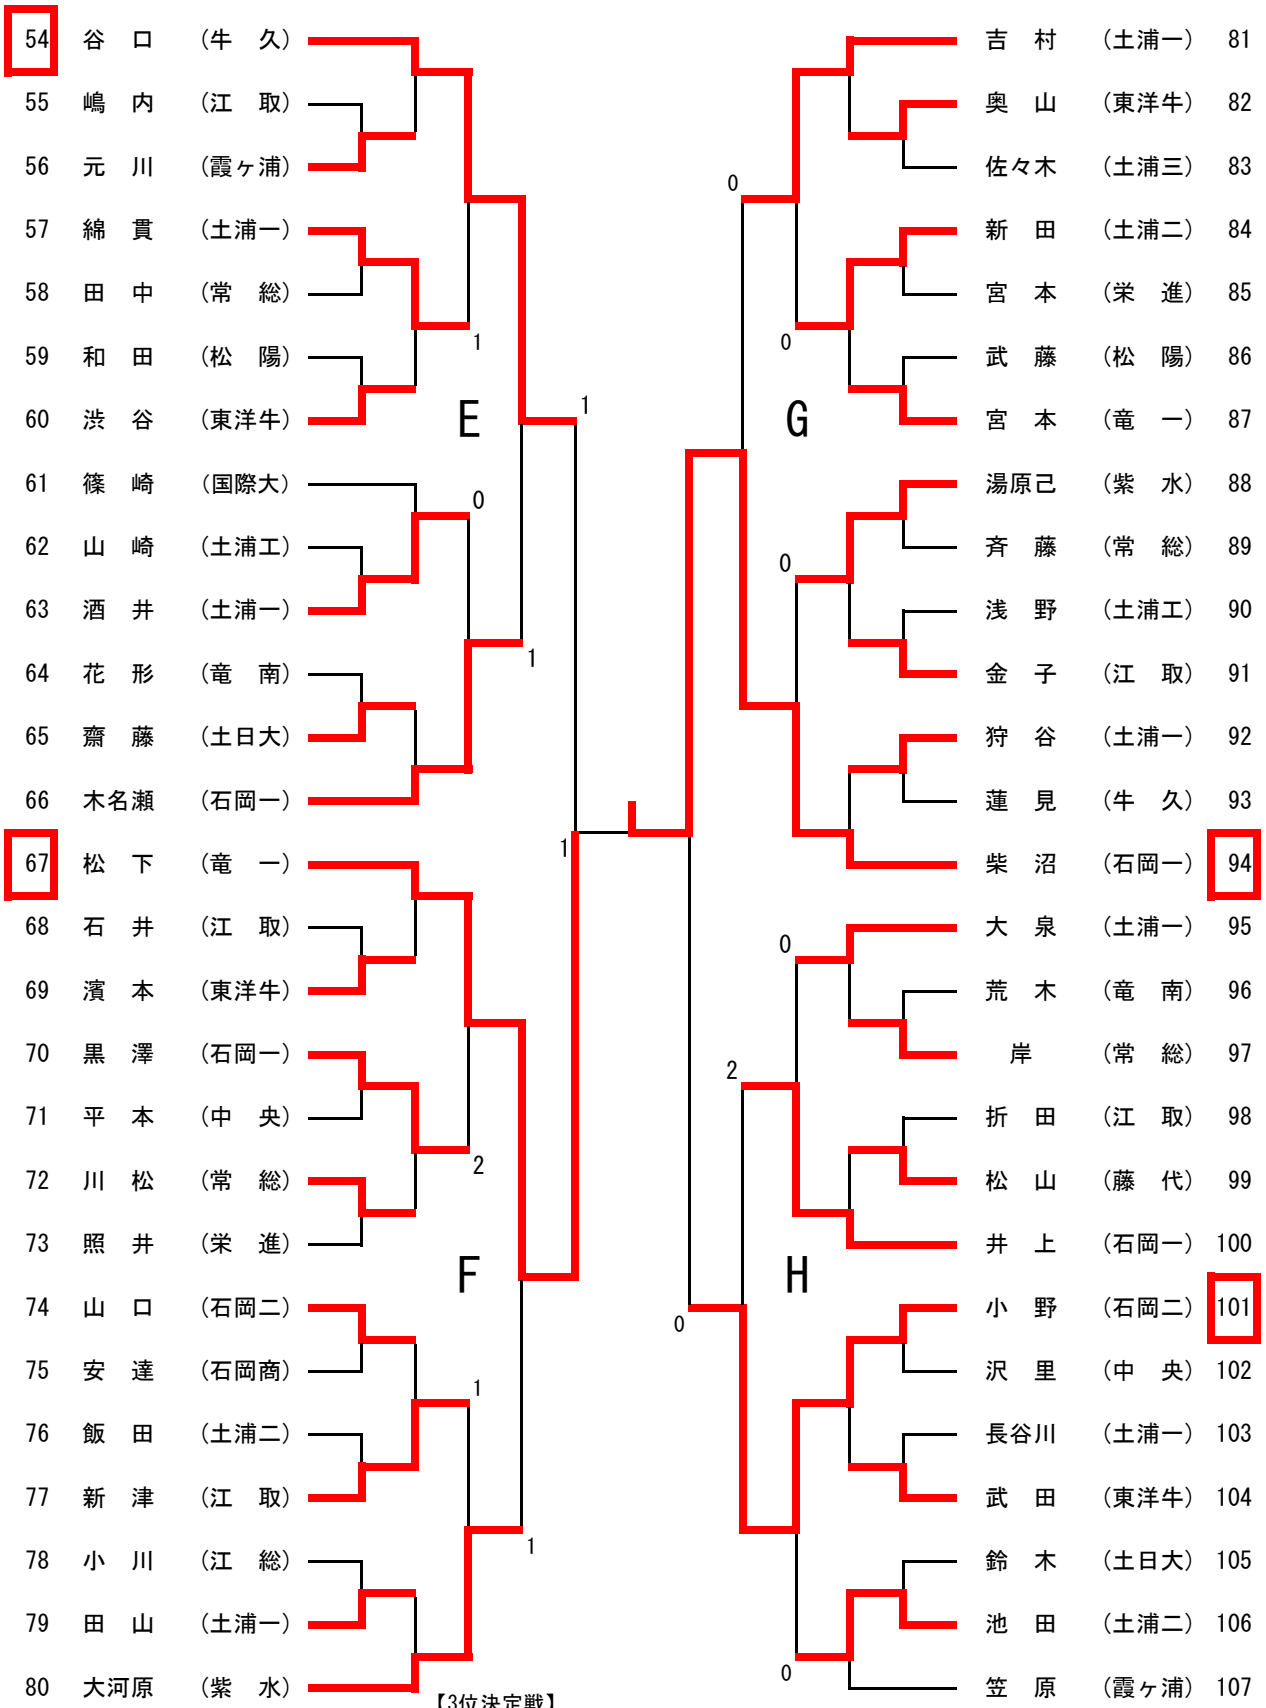 54 谷 口 (牛 久)
55 嶋 内 (江 取)
56 元 川 (霞ヶ浦)
57 綿 貫 (土浦一)
58 田 中 (常 総)
59 和 田 (松 陽)
60 渋 谷 (東洋牛)
61 篠 崎 (国際大)
62 山 崎 (土浦工)
63 酒 井 (土浦一)
64 花 形 (竜 南)
65 齋 藤 (土日大)
66 木名瀬 (石岡一)
67 松 下 (竜 一)
68 石 井 (江 取)
69 濱 本 (東洋牛)
70 黒 澤 (石岡一)
71 平 本 (中 央)
72 川 松 (常 総)
73 照 井 (栄 進)
74 山 口 (石岡二)
75 安 達 (石岡商)
76 飯 田 (土浦二)
77 新 津 (江 取)
78 小 川 (江 総)
79 田 山 (土浦一)
80 大河原 (紫 水)
1
E
1
0
1
1
2
F
1
1
【3位決定戦】
0
0
G
0
0
2
H
0
0
吉 村 (土浦一) 81
奥 山 (東洋牛) 82
佐々木 (土浦三) 83
新 田 (土浦二) 84
宮 本 (栄 進) 85
武 藤 (松 陽) 86
宮 本 (竜 一) 87
湯原己 (紫 水) 88
斉 藤 (常 総) 89
浅 野 (土浦工) 90
金 子 (江 取) 91
狩 谷 (土浦一) 92
蓮 見 (牛 久) 93
柴 沼 (石岡一) 94
大 泉 (土浦一) 95
荒 木 (竜 南) 96
岸 (常 総) 97
折 田 (江 取) 98
松 山 (藤 代) 99
井 上 (石岡一) 100
小 野 (石岡二) 101
沢 里 (中 央) 102
長谷川 (土浦一) 103
武 田 (東洋牛) 104
鈴 木 (土日大) 105
池 田 (土浦二) 106
笠 原 (霞ヶ浦) 107